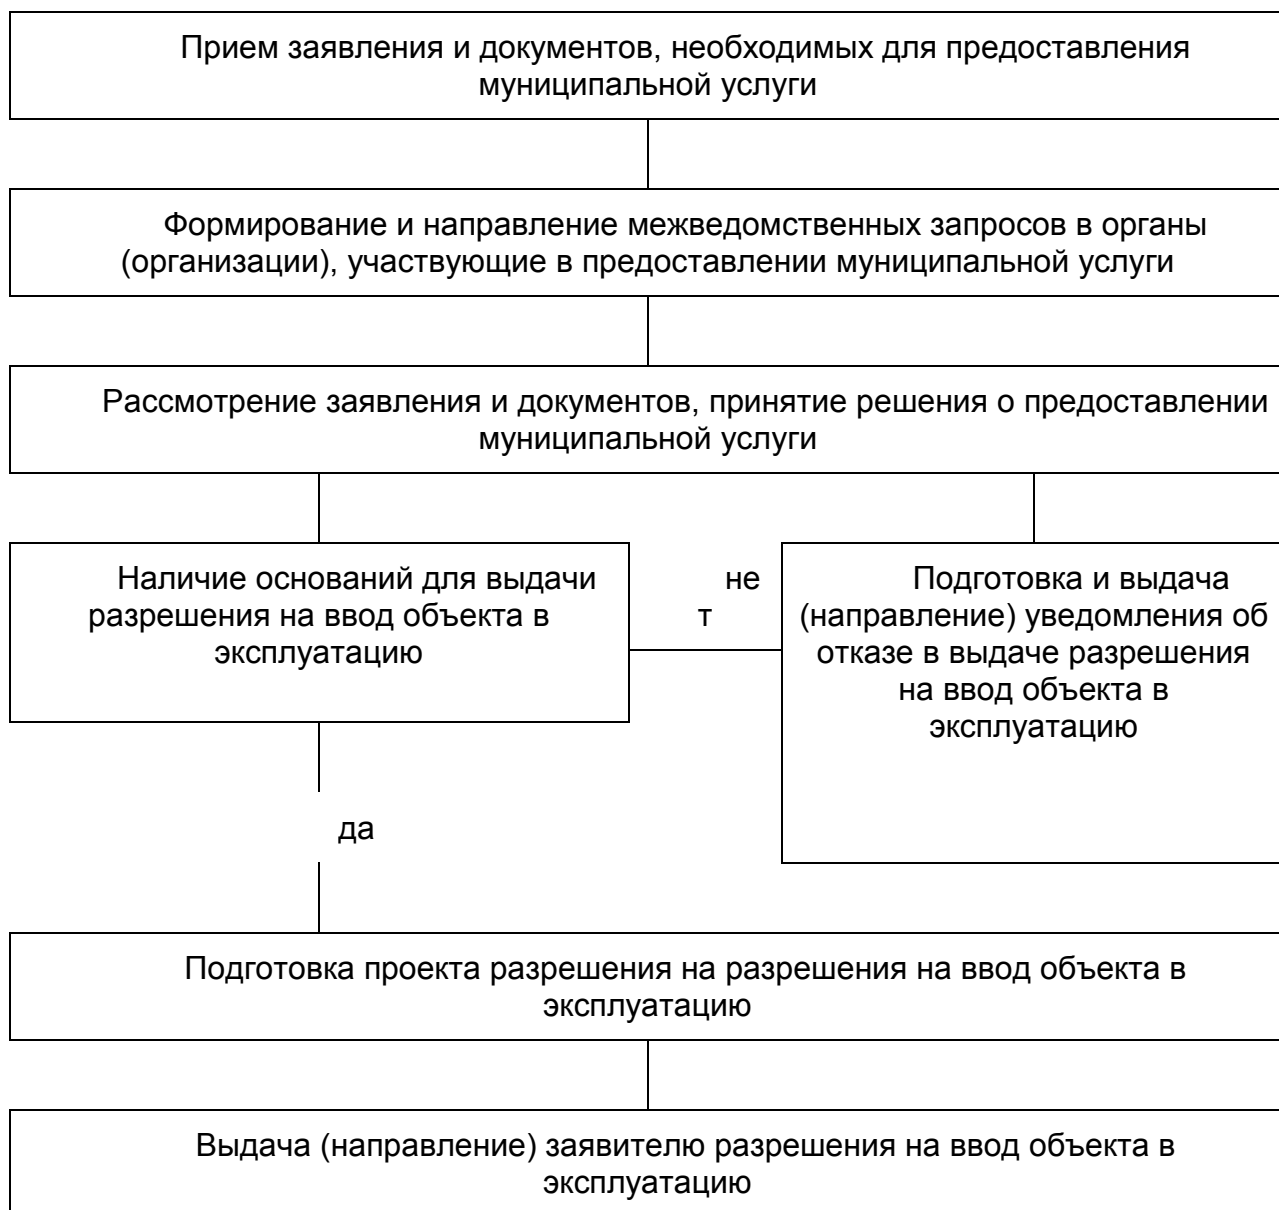 Прием заявления и документов, необходимых для предоставления
муниципальной услуги
Формирование и направление межведомственных запросов в органы
(организации), участвующие в предоставлении муниципальной услуги
Рассмотрение заявления и документов, принятие решения о предоставлении
муниципальной услуги
Наличие оснований для выдачи
разрешения на ввод объекта в
эксплуатацию
не
т
Подготовка и выдача
(направление) уведомления об
отказе в выдаче разрешения
на ввод объекта в
эксплуатацию
да
Подготовка проекта разрешения на разрешения на ввод объекта в
эксплуатацию
Выдача (направление) заявителю разрешения на ввод объекта в
эксплуатацию